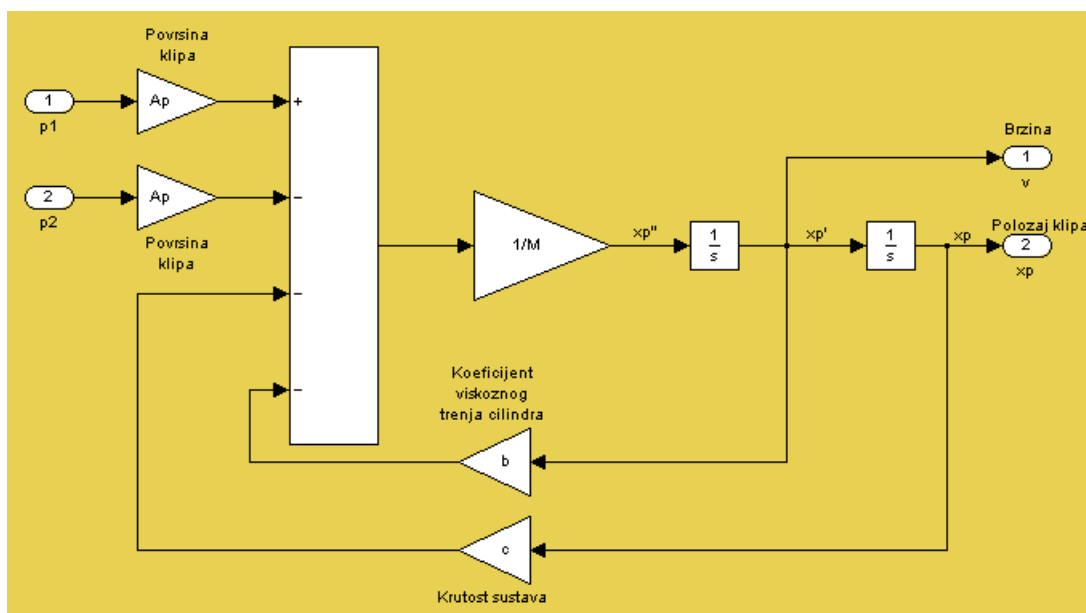 Povrsina
klipa
1
p1
Ap
+
2
p2
Ap
−
Povrsina
klipa
−
−
1/M
xp''
1
s
xp'
1
s
xp
Brzina
1
v
Polozaj klipa
2
xp
Koeficijent
viskoznog
trenja cilindra
b
c
Krutost sustava